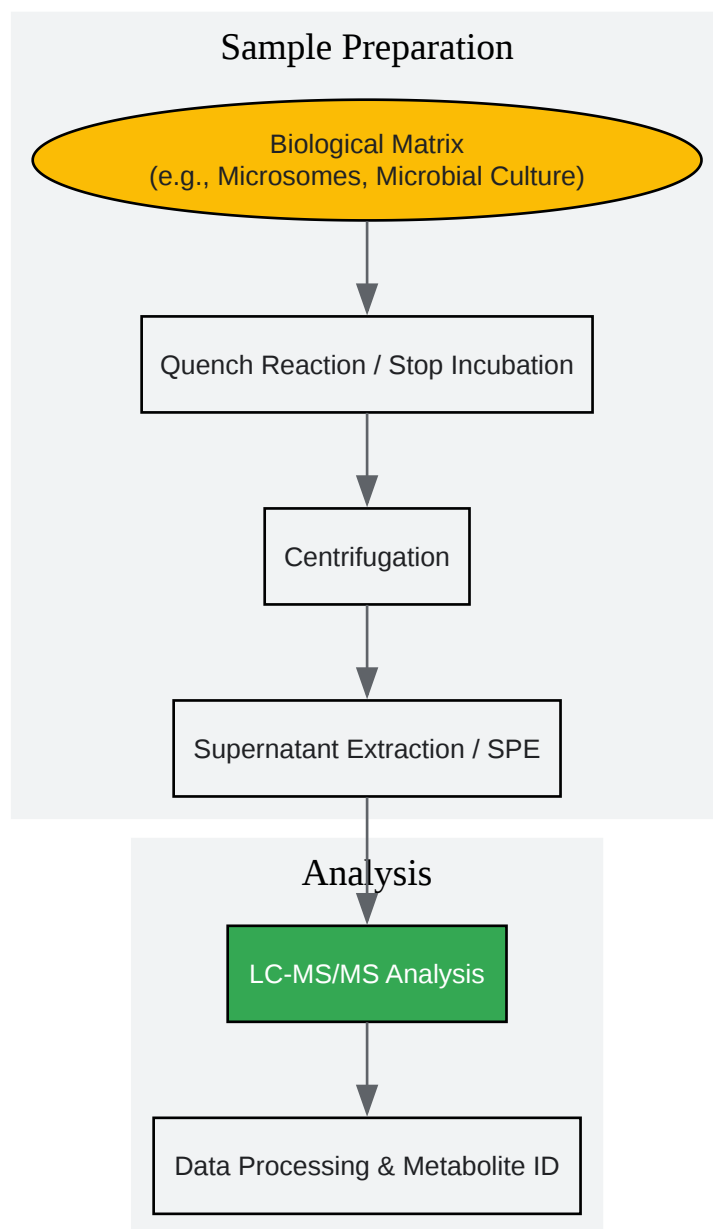 Sample Preparation
Biological Matrix
(e.g., Microsomes, Microbial Culture)
Quench Reaction / Stop Incubation
Centrifugation
Supernatant Extraction / SPE
Analysis
LC-MS/MS Analysis
Data Processing & Metabolite ID